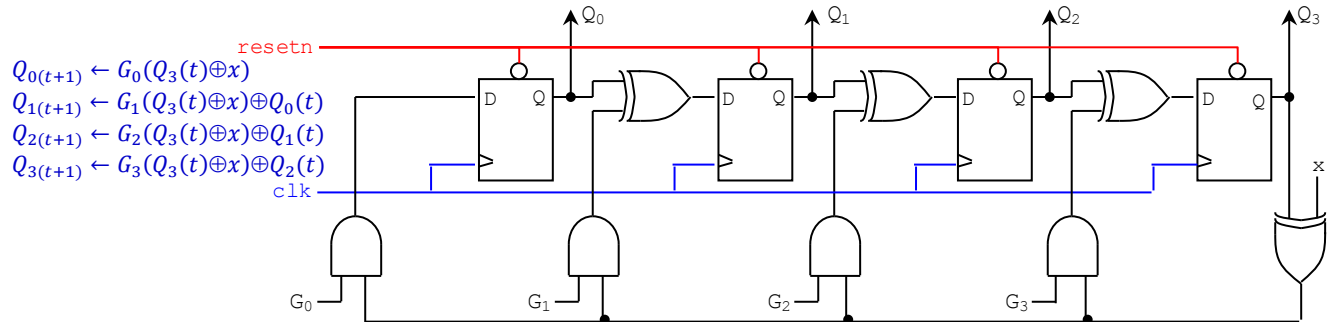 Q₀ Q₁ Q₂ Q₃
resetn
Q₀₍ₜ₊₁₎ ← G₀(Q₃(t)⊕x)
D Q D Q D Q D Q
Q₁₍ₜ₊₁₎ ← G₁(Q₃(t)⊕x)⊕Q₀(t)
Q₂₍ₜ₊₁₎ ← G₂(Q₃(t)⊕x)⊕Q₁(t)
Q₃₍ₜ₊₁₎ ← G₃(Q₃(t)⊕x)⊕Q₂(t)
x
clk
G₀ G₁ G₂ G₃